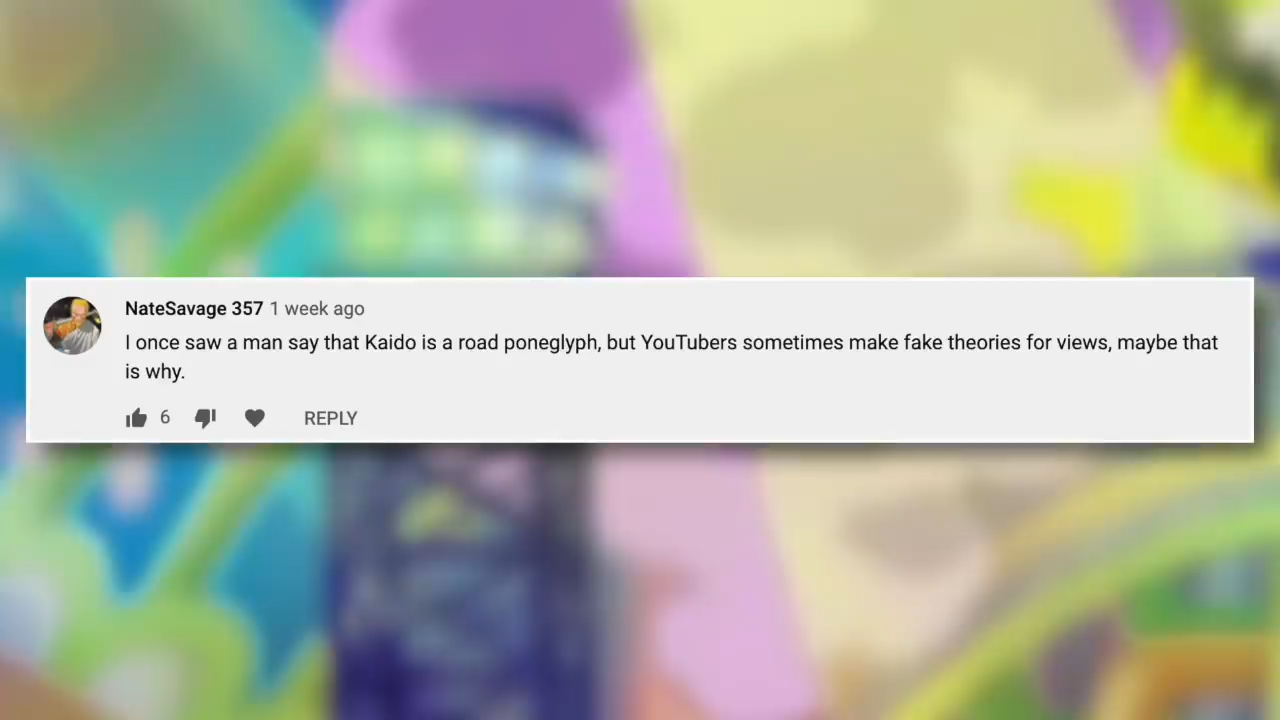 NateSavage 357 1 week ago
I once saw a man say that Kaido is a road poneglyph, but YouTubers sometimes make fake theories for views, maybe that
is why.
6 REPLY